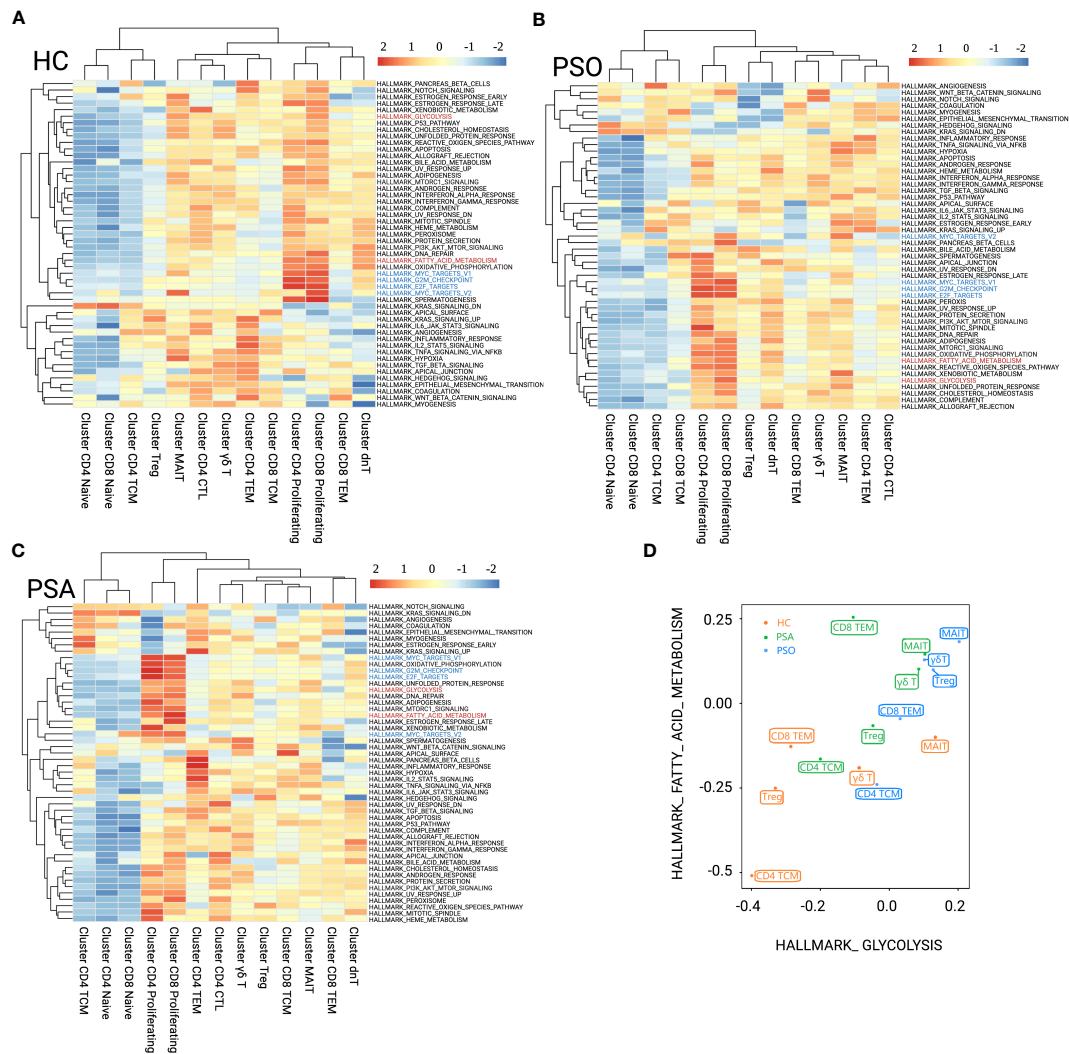 A
HC
2 1 0 -1 -2
HALLMARK_PANCREAS_BETA_CELLS
HALLMARK_NOTCH_SIGNALING
HALLMARK_ESTROGEN_RESPONSE_EARLY
HALLMARK_ESTROGEN_RESPONSE_LATE
HALLMARK_XENOBIOTIC_METABOLISM
HALLMARK_GLYCOLYSIS
HALLMARK_P53_PATHWAY
HALLMARK_CHOLESTEROL_HOMEOSTASIS
HALLMARK_UNFOLDED_PROTEIN_RESPONSE
HALLMARK_REACTIVE_OXIGEN_SPECIES_PATHWAY
HALLMARK_APOPTOSIS
HALLMARK_ALLOGRAFT_REJECTION
HALLMARK_BILE_ACID_METABOLISM
HALLMARK_UV_RESPONSE_UP
HALLMARK_ADIPOGENESIS
HALLMARK_MTORC1_SIGNALING
HALLMARK_ANDROGEN_RESPONSE
HALLMARK_INTERFERON_ALPHA_RESPONSE
HALLMARK_INTERFERON_GAMMA_RESPONSE
HALLMARK_COMPLEMENT
HALLMARK_UV_RESPONSE_DN
HALLMARK_MITOTIC_SPINDLE
HALLMARK_HEME_METABOLISM
HALLMARK_PEROXISOME
HALLMARK_PROTEIN_SECRETION
HALLMARK_PI3K_AKT_MTOR_SIGNALING
HALLMARK_DNA_REPAIR
HALLMARK_FATTY_ACID_METABOLISM
HALLMARK_OXIDATIVE_PHOSPHORYLATION
HALLMARK_MYC_TARGETS_V1
HALLMARK_G2M_CHECKPOINT
HALLMARK_E2F_TARGETS
HALLMARK_MYC_TARGETS_V2
HALLMARK_SPERMATOGENESIS
HALLMARK_KRAS_SIGNALING_DN
HALLMARK_APICAL_SURFACE
HALLMARK_KRAS_SIGNALING_UP
HALLMARK_IL6_JAK_STAT3_SIGNALING
HALLMARK_ANGIOGENESIS
HALLMARK_INFLAMMATORY_RESPONSE
HALLMARK_IL2_STAT5_SIGNALING
HALLMARK_TNFA_SIGNALING_VIA_NFKB
HALLMARK_HYPOXIA
HALLMARK_TGF_BETA_SIGNALING
HALLMARK_APICAL_JUNCTION
HALLMARK_HEDGEHOG_SIGNALING
HALLMARK_EPITHELIAL_MESENCHYMAL_TRANSITION
HALLMARK_COAGULATION
HALLMARK_WNT_BETA_CATENIN_SIGNALING
HALLMARK_MYOGENESIS
Cluster CD4 Naive
Cluster CD8 Naive
Cluster CD4 TCM
Cluster Treg
Cluster MAIT
Cluster CD4 CTL
Cluster γδ T
Cluster CD4 TEM
Cluster CD8 TCM
Cluster CD4 Proliferating
Cluster CD8 Proliferating
Cluster CD8 TEM
Cluster dnT
B
PSO
2 1 0 -1 -2
HALLMARK_ANGIOGENESIS
HALLMARK_WNT_BETA_CATENIN_SIGNALING
HALLMARK_NOTCH_SIGNALING
HALLMARK_COAGULATION
HALLMARK_MYOGENESIS
HALLMARK_EPITHELIAL_MESENCHYMAL_TRANSITION
HALLMARK_HEDGEHOG_SIGNALING
HALLMARK_KRAS_SIGNALING_DN
HALLMARK_INFLAMMATORY_RESPONSE
HALLMARK_TNFA_SIGNALING_VIA_NFKB
HALLMARK_HYPOXIA
HALLMARK_APOPTOSIS
HALLMARK_ANDROGEN_RESPONSE
HALLMARK_HEME_METABOLISM
HALLMARK_INTERFERON_ALPHA_RESPONSE
HALLMARK_INTERFERON_GAMMA_RESPONSE
HALLMARK_TGF_BETA_SIGNALING
HALLMARK_P53_PATHWAY
HALLMARK_APICAL_SURFACE
HALLMARK_IL6_JAK_STAT3_SIGNALING
HALLMARK_IL2_STAT5_SIGNALING
HALLMARK_ESTROGEN_RESPONSE_EARLY
HALLMARK_KRAS_SIGNALING_UP
HALLMARK_MYC_TARGETS_V2
HALLMARK_PANCREAS_BETA_CELLS
HALLMARK_BILE_ACID_METABOLISM
HALLMARK_SPERMATOGENESIS
HALLMARK_APICAL_JUNCTION
HALLMARK_UV_RESPONSE_DN
HALLMARK_ESTROGEN_RESPONSE_LATE
HALLMARK_MYC_TARGETS_V1
HALLMARK_G2M_CHECKPOINT
HALLMARK_E2F_TARGETS
HALLMARK_PEROXIS
HALLMARK_UV_RESPONSE_UP
HALLMARK_PROTEIN_SECRETION
HALLMARK_PI3K_AKT_MTOR_SIGNALING
HALLMARK_MITOTIC_SPINDLE
HALLMARK_DNA_REPAIR
HALLMARK_ADIPOGENESIS
HALLMARK_MTORC1_SIGNALING
HALLMARK_OXIDATIVE_PHOSPHORYLATION
HALLMARK_FATTY_ACID_METABOLISM
HALLMARK_REACTIVE_OXIGEN_SPECIES_PATHWAY
HALLMARK_XENOBIOTIC_METABOLISM
HALLMARK_GLYCOLYSIS
HALLMARK_UNFOLDED_PROTEIN_RESPONSE
HALLMARK_CHOLESTEROL_HOMEOSTASIS
HALLMARK_COMPLEMENT
HALLMARK_ALLOGRAFT_REJECTION
Cluster CD4 Naive
Cluster CD8 Naive
Cluster CD4 TCM
Cluster CD8 TCM
Cluster CD4 Proliferating
Cluster CD8 Proliferating
Cluster Treg
Cluster dnT
Cluster CD8 TEM
Cluster γδ T
Cluster MAIT
Cluster CD4 TEM
Cluster CD4 CTL
C
PSA
2 1 0 -1 -2
HALLMARK_NOTCH_SIGNALING
HALLMARK_KRAS_SIGNALING_DN
HALLMARK_ANGIOGENESIS
HALLMARK_COAGULATION
HALLMARK_EPITHELIAL_MESENCHYMAL_TRANSITION
HALLMARK_MYOGENESIS
HALLMARK_ESTROGEN_RESPONSE_EARLY
HALLMARK_KRAS_SIGNALING_UP
HALLMARK_MYC_TARGETS_V1
HALLMARK_OXIDATIVE_PHOSPHORYLATION
HALLMARK_G2M_CHECKPOINT
HALLMARK_E2F_TARGETS
HALLMARK_UNFOLDED_PROTEIN_RESPONSE
HALLMARK_GLYCOLYSIS
HALLMARK_DNA_REPAIR
HALLMARK_ADIPOGENESIS
HALLMARK_MTORC1_SIGNALING
HALLMARK_FATTY_ACID_METABOLISM
HALLMARK_ESTROGEN_RESPONSE_LATE
HALLMARK_XENOBIOTIC_METABOLISM
HALLMARK_MYC_TARGETS_V2
HALLMARK_SPERMATOGENESIS
HALLMARK_WNT_BETA_CATENIN_SIGNALING
HALLMARK_APICAL_SURFACE
HALLMARK_PANCREAS_BETA_CELLS
HALLMARK_INFLAMMATORY_RESPONSE
HALLMARK_HYPOXIA
HALLMARK_IL2_STAT5_SIGNALING
HALLMARK_TNFA_SIGNALING_VIA_NFKB
HALLMARK_IL6_JAK_STAT3_SIGNALING
HALLMARK_HEDGEHOG_SIGNALING
HALLMARK_UV_RESPONSE_DN
HALLMARK_TGF_BETA_SIGNALING
HALLMARK_APOPTOSIS
HALLMARK_P53_PATHWAY
HALLMARK_COMPLEMENT
HALLMARK_ALLOGRAFT_REJECTION
HALLMARK_INTERFERON_ALPHA_RESPONSE
HALLMARK_INTERFERON_GAMMA_RESPONSE
HALLMARK_APICAL_JUNCTION
HALLMARK_BILE_ACID_METABOLISM
HALLMARK_CHOLESTEROL_HOMEOSTASIS
HALLMARK_ANDROGEN_RESPONSE
HALLMARK_PROTEIN_SECRETION
HALLMARK_PI3K_AKT_MTOR_SIGNALING
HALLMARK_UV_RESPONSE_UP
HALLMARK_PEROXISOME
HALLMARK_REACTIVE_OXIGEN_SPECIES_PATHWAY
HALLMARK_MITOTIC_SPINDLE
HALLMARK_HEME_METABOLISM
Cluster CD4 TCM
Cluster CD4 Naive
Cluster CD8 Naive
Cluster CD4 Proliferating
Cluster CD8 Proliferating
Cluster CD4 TEM
Cluster CD4 CTL
Cluster γδ T
Cluster Treg
Cluster CD8 TCM
Cluster MAIT
Cluster CD8 TEM
Cluster dnT
D
HALLMARK_ FATTY_ ACID_ METABOLISM
0.25
0.00
-0.25
-0.5
HC
PSA
PSO
CD8 TEM
MAIT
MAIT
γδT
γδ T
Treg
CD8 TEM
CD8 TEM
Treg
MAIT
CD4 TCM
γδ T
CD4 TCM
Treg
CD4 TCM
-0.4 -0.2 0.0 0.2
HALLMARK_ GLYCOLYSIS